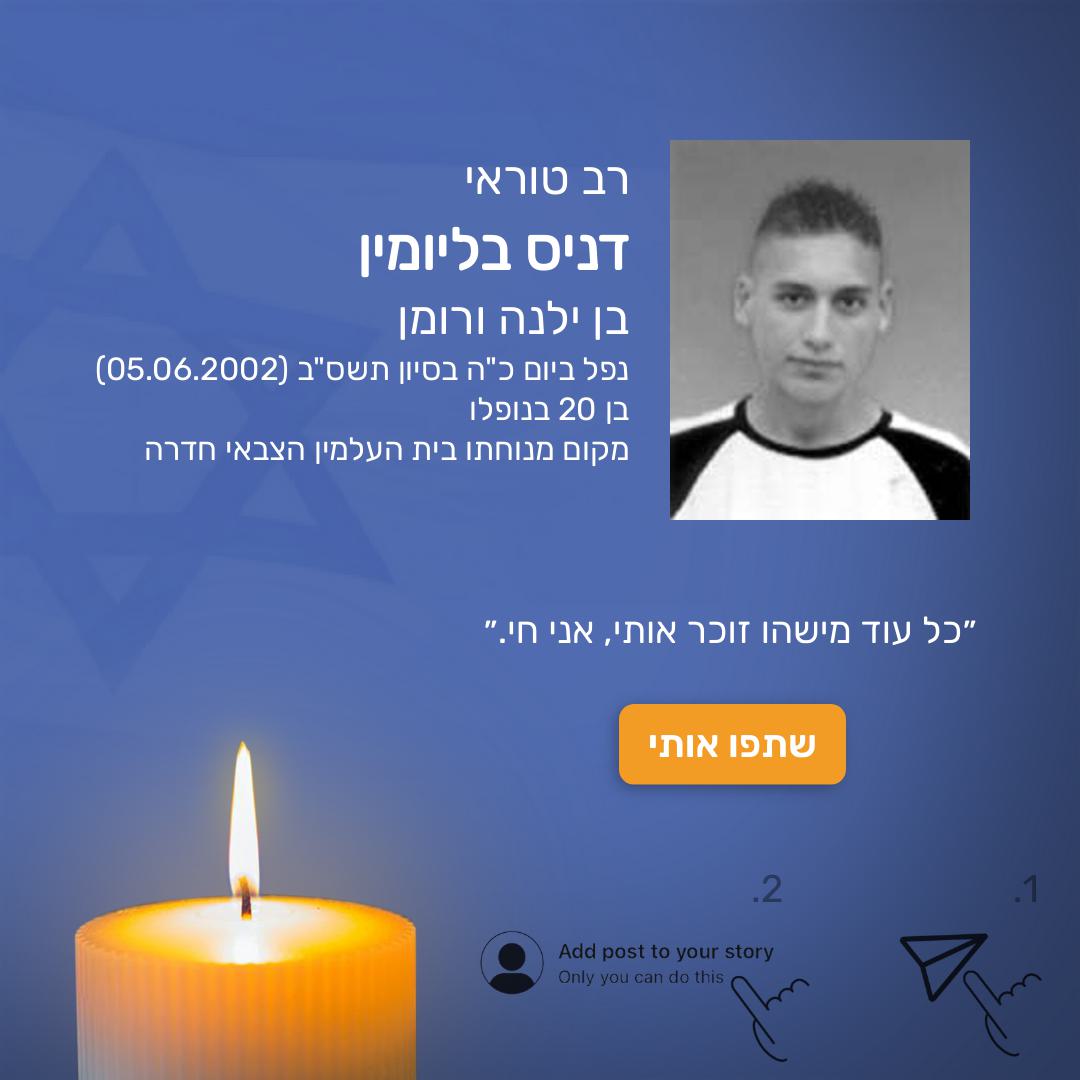 רב טוראי
דניס בליומין
בן ילנה ורומן
נפל ביום כ"ה בסיון תשס"ב (05.06.2002)
בן 20 בנופלו
מקום מנוחתו בית העלמין הצבאי חדרה
״כל עוד מישהו זוכר אותי, אני חי.״
שתפו אותי
.1
.2
Add post to your story
Only you can do this